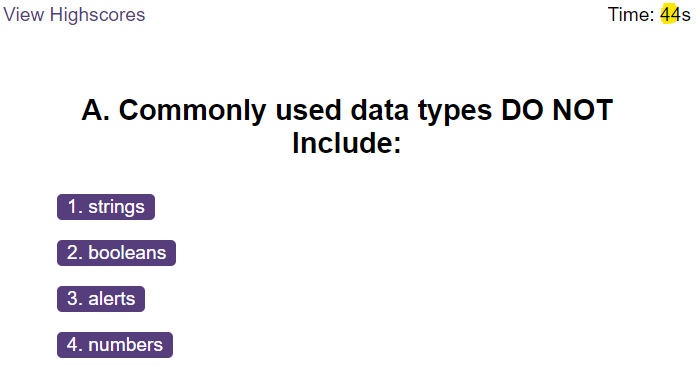 View Highscores
Time: 44s
A. Commonly used data types DO NOT
Include:
1. strings
2. booleans
3. alerts
4. numbers